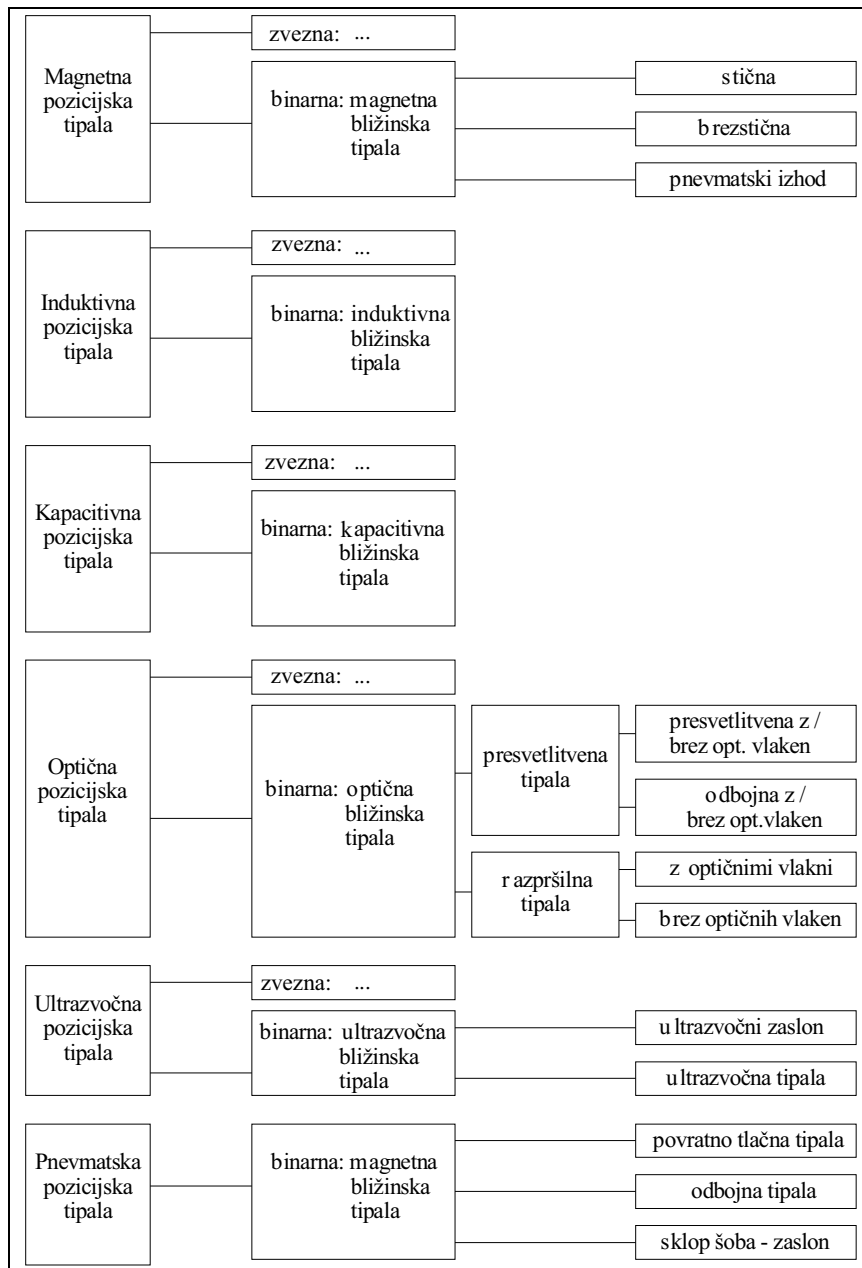 Magnetna
pozicijska
tipala
zvezna: ...
binarna: magnetna
bližinska
tipala
stična
brezstična
pnevmatski izhod
Induktivna
pozicijska
tipala
zvezna: ...
binarna: induktivna
bližinska
tipala
Kapacitivna
pozicijska
tipala
zvezna: ...
binarna: kapacitivna
bližinska
tipala
Optična
pozicijska
tipala
zvezna: ...
binarna: optična
bližinska
tipala
presvetlitvena
tipala
presvetlitvena z /
brez opt. vlaken
odbojna z /
brez opt.vlaken
razpršilna
tipala
z optičnimi vlakni
brez optičnih vlaken
Ultrazvočna
pozicijska
tipala
zvezna: ...
binarna: ultrazvočna
bližinska
tipala
ultrazvočni zaslon
ultrazvočna tipala
Pnevmatska
pozicijska
tipala
binarna: magnetna
bližinska
tipala
povratno tlačna tipala
odbojna tipala
sklop šoba - zaslon